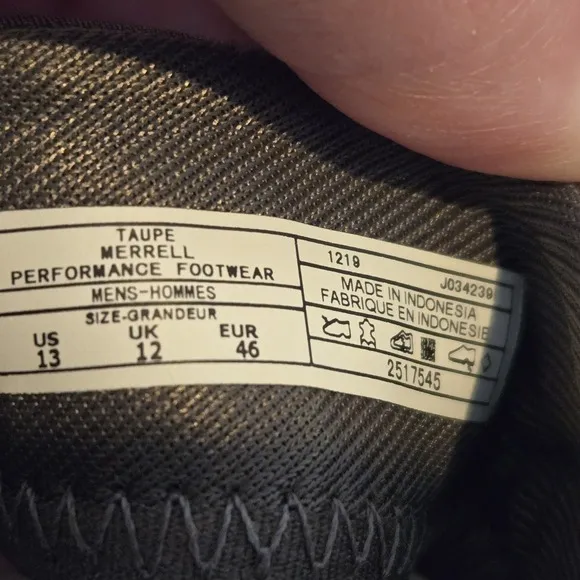 TAUPE
MERRELL
PERFORMANCE FOOTWEAR
MENS-HOMMES
SIZE-GRANDEUR
US UK EUR
13 12 46
1219 J034239
MADE IN INDONESIA
FABRIQUE EN INDONESIE
2517545